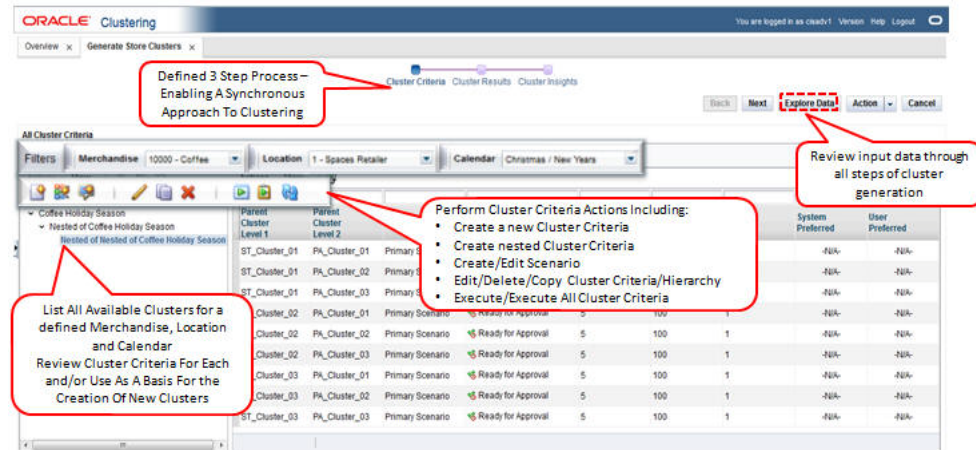 ORACLE Clustering
You are logged in as cisadv1 Version Help Logout
Overview x Generate Store Clusters x
Defined 3 Step Process –
Enabling A Synchronous
Approach To Clustering
Cluster Criteria Cluster Results Cluster Insights
Back Next Explore Data Action Cancel
All Cluster Criteria
Filters Merchandise 10000 - Coffee Location 1 - Spaces Retailer Calendar Christmas / New Years
Review input data through
all steps of cluster
generation
Coffee Holiday Season
Nested of Coffee Holiday Season
Nested of Nested of Coffee Holiday Season
Perform Cluster Criteria Actions Including:
• Create a new Cluster Criteria
• Create nested Cluster Criteria
• Create/Edit Scenario
• Edit/Delete/Copy Cluster Criteria/Hierarchy
• Execute/Execute All Cluster Criteria
List All Available Clusters for a
defined Merchandise, Location
and Calendar
Review Cluster Criteria For Each
and/or Use As A Basis For the
Creation Of New Clusters
Parent
Cluster
Level 1
Parent
Cluster
Level 2
System
Preferred
User
Preferred
ST_Cluster_01 PA_Cluster_01 Primary -N/A- -N/A-
ST_Cluster_01 PA_Cluster_02 Primary -N/A- -N/A-
ST_Cluster_01 PA_Cluster_03 Primary -N/A- -N/A-
Cluster_02 PA_Cluster_01 Primary Scenario Ready for Approval 5 100 1 -N/A- -N/A-
Cluster_02 PA_Cluster_02 Primary Scenario Ready for Approval 5 100 1 -N/A- -N/A-
Cluster_02 PA_Cluster_03 Primary Scenario Ready for Approval 5 100 1 -N/A- -N/A-
Cluster_03 PA_Cluster_01 Primary Scenario Ready for Approval 5 100 1 -N/A- -N/A-
Cluster_03 PA_Cluster_02 Primary Scenario Ready for Approval 5 100 1 -N/A- -N/A-
ST_Cluster_03 PA_Cluster_03 Primary Scenario Ready for Approval 5 100 1 -N/A- -N/A-